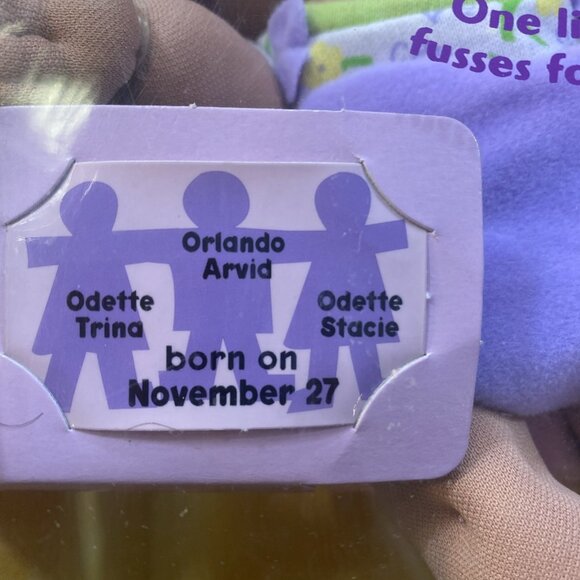 One li
fusses fo
Orlando
Arvid
Odette
Trina
Odette
Stacie
born on
November 27